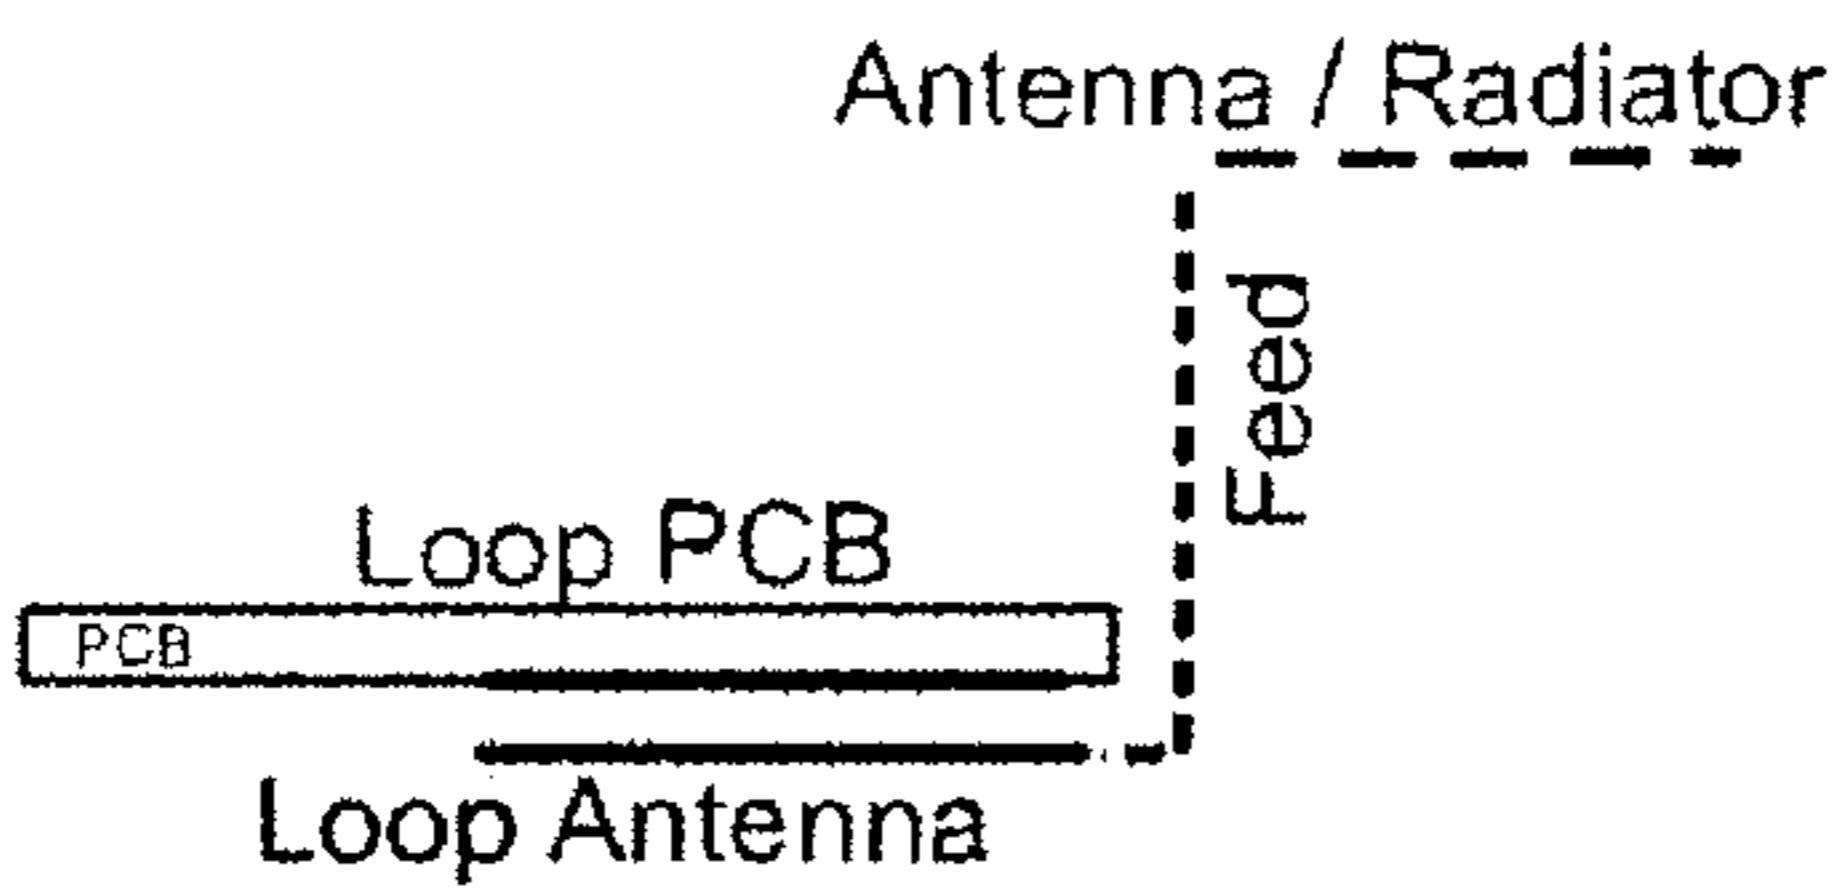 Antenna / Radiator
Feed
Loop PCB
PCB
Loop Antenna